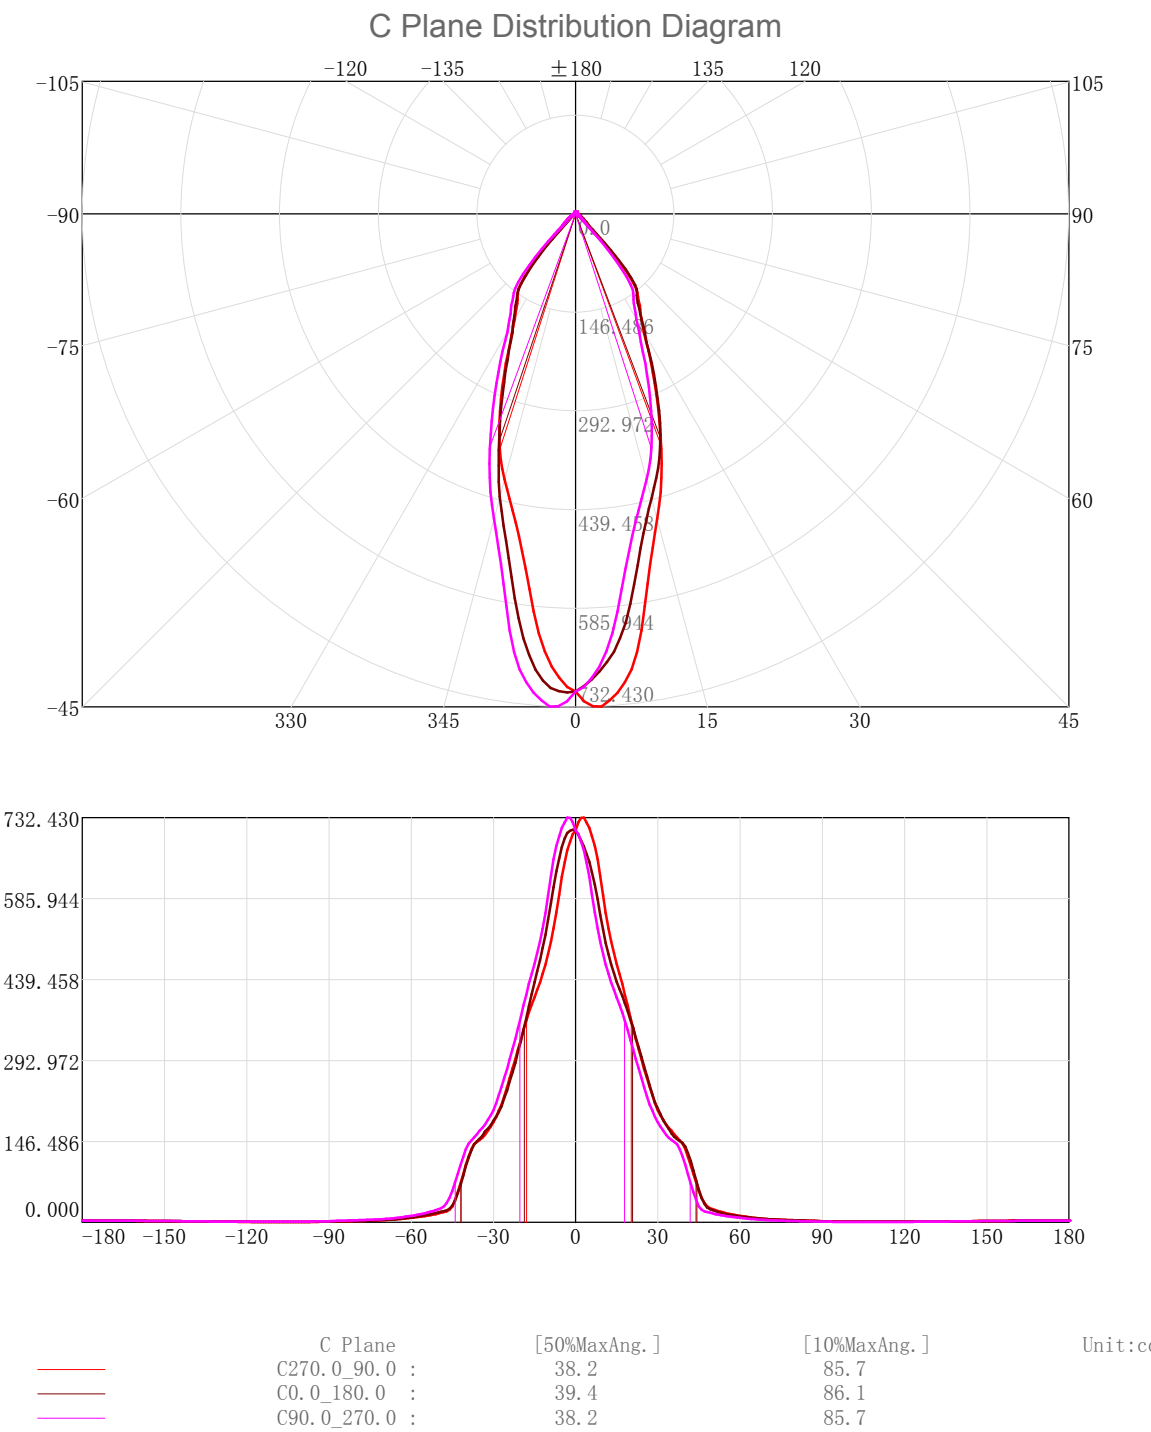 C Plane Distribution Diagram
-120 -135 ±180 135 120
-105 105
-90 90
0.0
146.486
-75 75
292.972
-60 60
439.458
585.944
732.430
-45 330 345 0 15 30 45
732.430
585.944
439.458
292.972
146.486
0.000
-180 -150 -120 -90 -60 -30 0 30 60 90 120 150 180
C Plane [50%MaxAng.] [10%MaxAng.] Unit:
C270.0_90.0 : 38.2 85.7
C0.0_180.0 : 39.4 86.1
C90.0_270.0 : 38.2 85.7